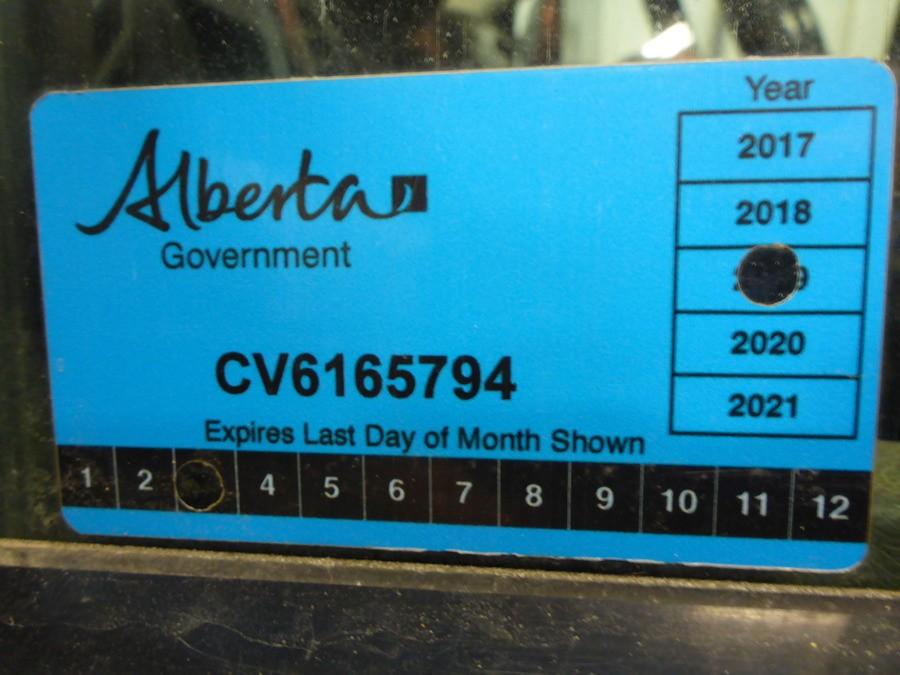 Alberta
Government
Year
2017
2018
2020
2021
CV6165794
Expires Last Day of Month Shown
1 2 4 5 6 7 8 9 10 11 12